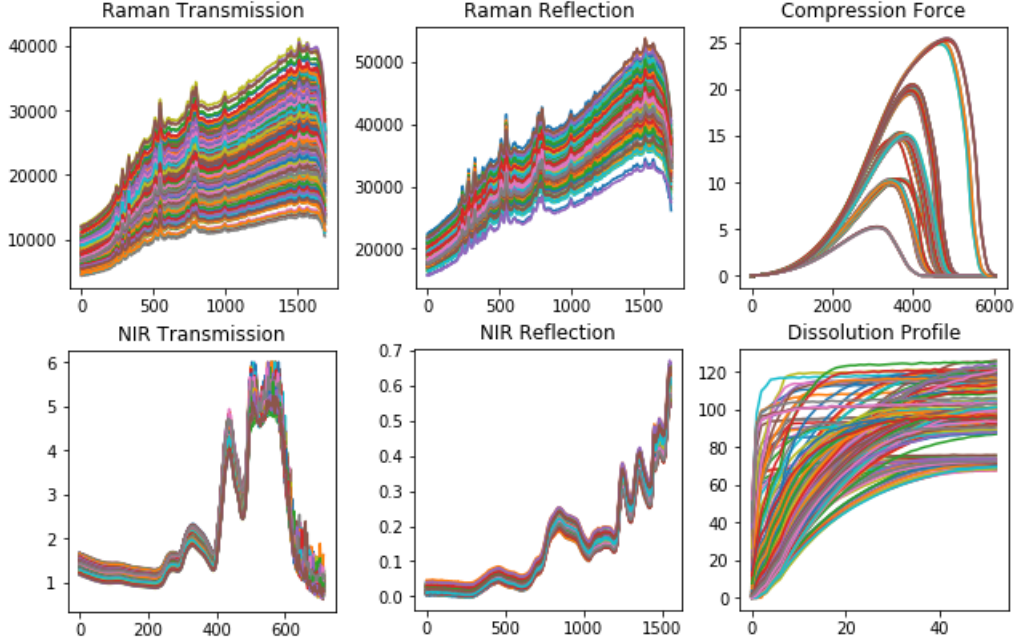 Raman Transmission
40000
30000
20000
10000
0 500 1000 1500
Raman Reflection
50000
40000
30000
20000
0 500 1000 1500
Compression Force
25
20
15
10
5
0
0 2000 4000 6000
NIR Transmission
6
5
4
3
2
1
0 200 400 600
NIR Reflection
0.7
0.6
0.5
0.4
0.3
0.2
0.1
0.0
0 500 1000 1500
Dissolution Profile
120
100
80
60
40
20
0
0 20 40